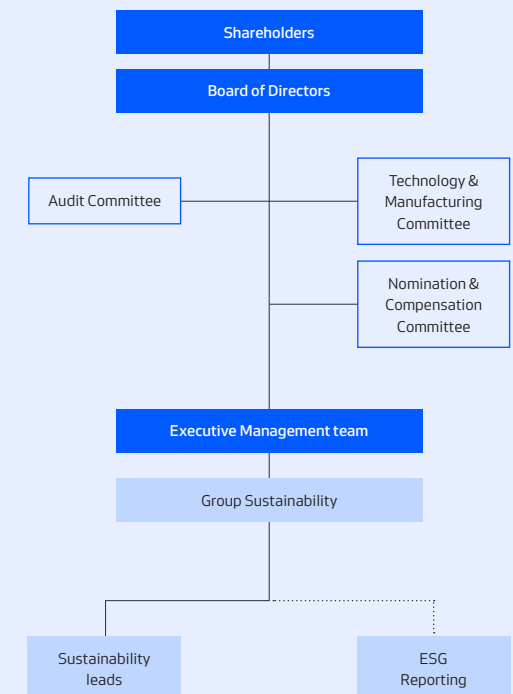 Shareholders
Board of Directors
Audit Committee
Technology &
Manufacturing
Committee
Nomination &
Compensation
Committee
Executive Management team
Group Sustainability
Sustainability
leads
ESG
Reporting